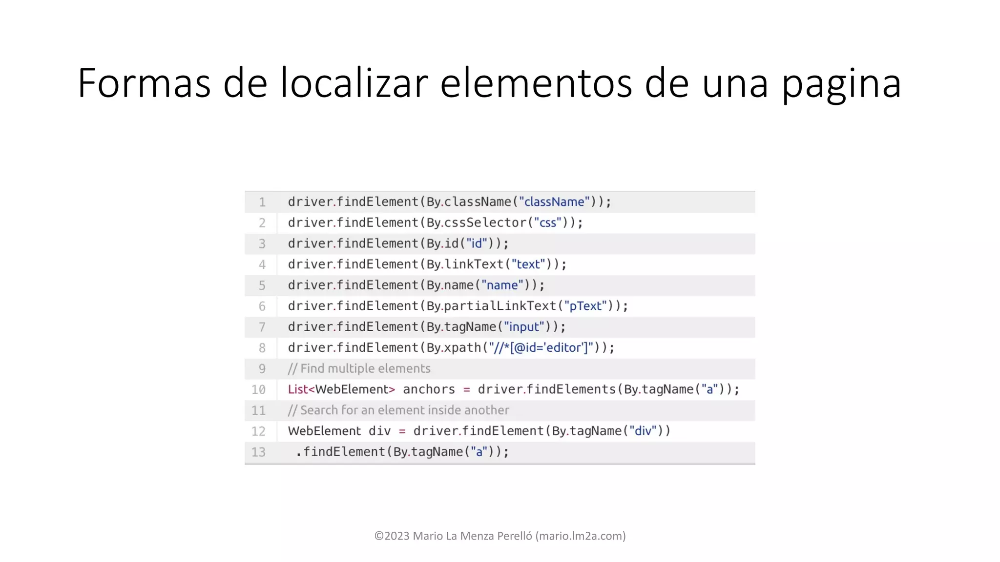 Formas de localizar elementos de una pagina
1 driver.findElement(By.className("className"));
2 driver.findElement(By.cssSelector("css"));
3 driver.findElement(By.id("id"));
4 driver.findElement(By.linkText("text"));
5 driver.findElement(By.name("name"));
6 driver.findElement(By.partialLinkText("pText"));
7 driver.findElement(By.tagName("input"));
8 driver.findElement(By.xpath("//*[@id='editor']"));
9 // Find multiple elements
10 List<WebElement> anchors = driver.findElements(By.tagName("a"));
11 // Search for an element inside another
12 WebElement div = driver.findElement(By.tagName("div"))
13 .findElement(By.tagName("a"));
©2023 Mario La Menza Perelló (mario.lm2a.com)